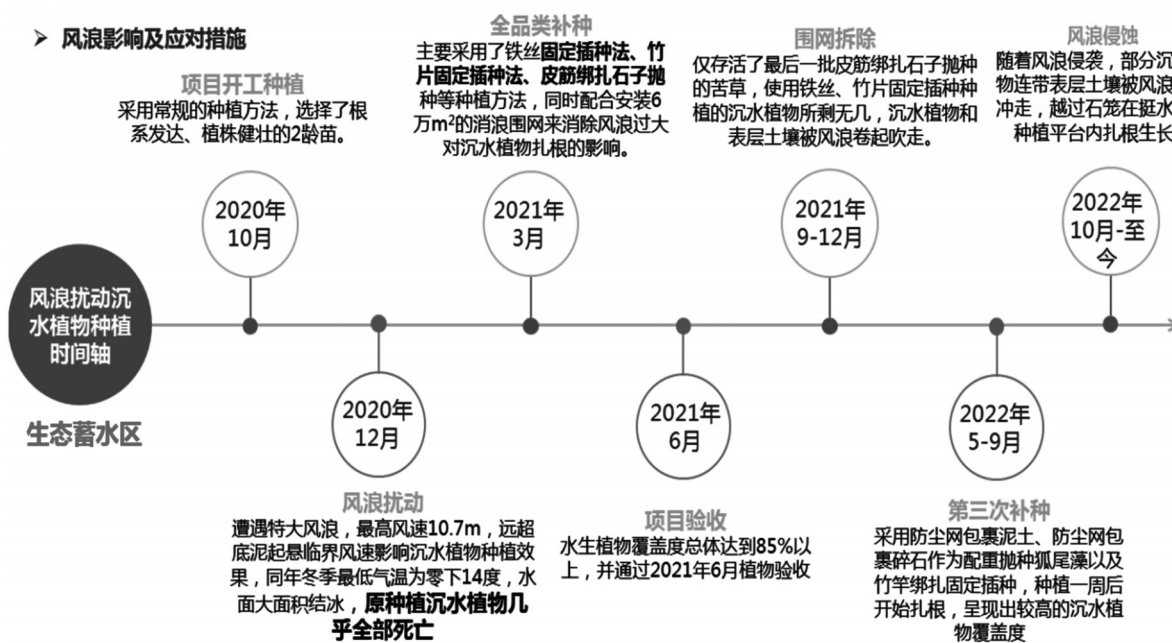 ➤ 风浪影响及应对措施
项目开工种植
采用常规的种植方法，选择了根
系发达、植株健壮的2龄苗。
全品类补种
主要采用了铁丝固定插种法、竹
片固定插种法、皮筋绑扎石子抛
种等种植方法，同时配合安装6
万m²的消浪围网来消除风浪过大
对沉水植物扎根的影响。
围网拆除
仅存活了最后一批皮筋绑扎石子抛种
的苦草，使用铁丝、竹片固定插种种
植的沉水植物所剩无几，沉水植物和
表层土壤被风浪卷起吹走。
风浪侵蚀
随着风浪侵袭，部分沉
物连带表层土壤被风浪
冲走，越过石笼在挺水
种植平台内扎根生长
2020年
10月
2021年
3月
2021年
9-12月
2022年
10月-至
今
风浪扰动沉
水植物种植
时间轴
生态蓄水区
2020年
12月
2021年
6月
2022年
5-9月
风浪扰动
遭遇特大风浪，最高风速10.7m，远超
底泥起悬临界风速影响沉水植物种植效
果，同年冬季最低气温为零下14度，水
面大面积结冰，原种植沉水植物几
乎全部死亡
项目验收
水生植物覆盖度总体达到85%以
上，并通过2021年6月植物验收
第三次补种
采用防尘网包裹泥土、防尘网包
裹碎石作为配重抛种狐尾藻以及
竹竿绑扎固定插种，种植一周后
开始扎根，呈现出较高的沉水植
物覆盖度